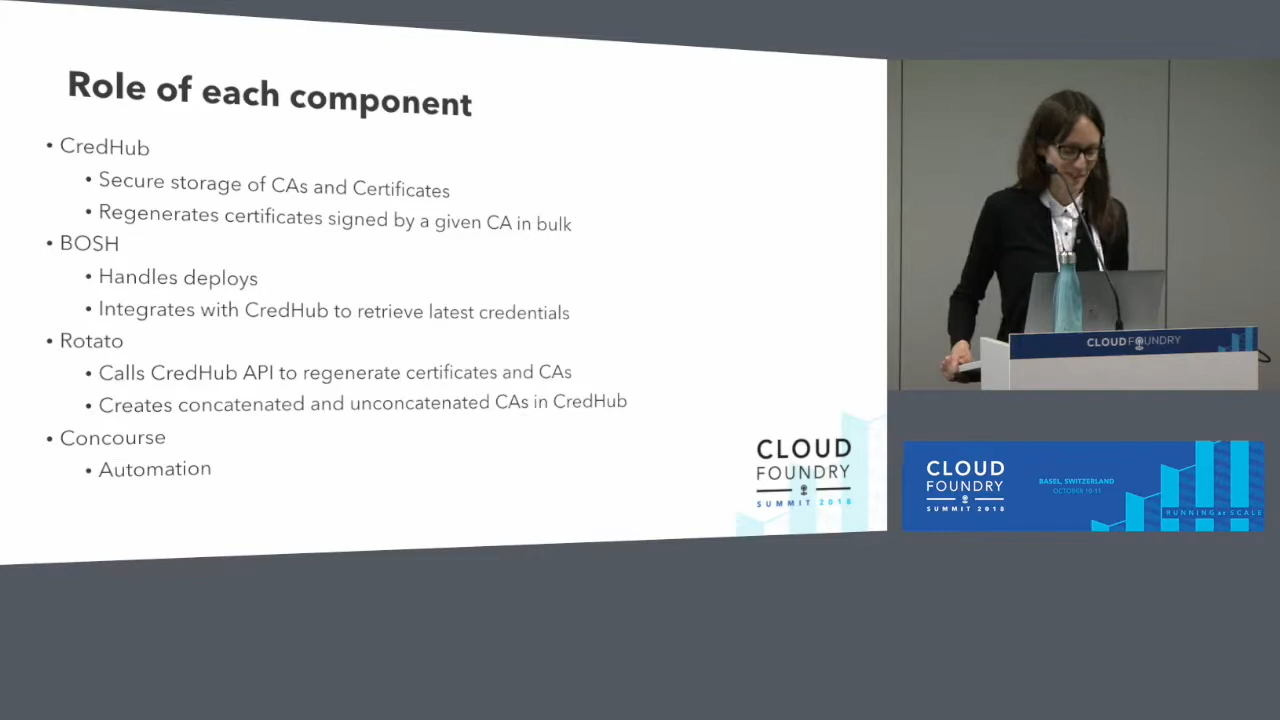 Role of each component
• CredHub
• Secure storage of CAs and Certificates
• Regenerates certificates signed by a given CA in bulk
• BOSH
• Handles deploys
• Integrates with CredHub to retrieve latest credentials
• Rotato
• Calls CredHub API to regenerate certificates and CAs
• Creates concatenated and unconcatenated CAs in CredHub
• Concourse
• Automation
CLOUD
FOUNDRY
SUMMIT 2018
CLOUD FOUNDRY
CLOUD
FOUNDRY
SUMMIT 2018
BASEL, SWITZERLAND
OCTOBER 10-11
RUNNING AT SCALE